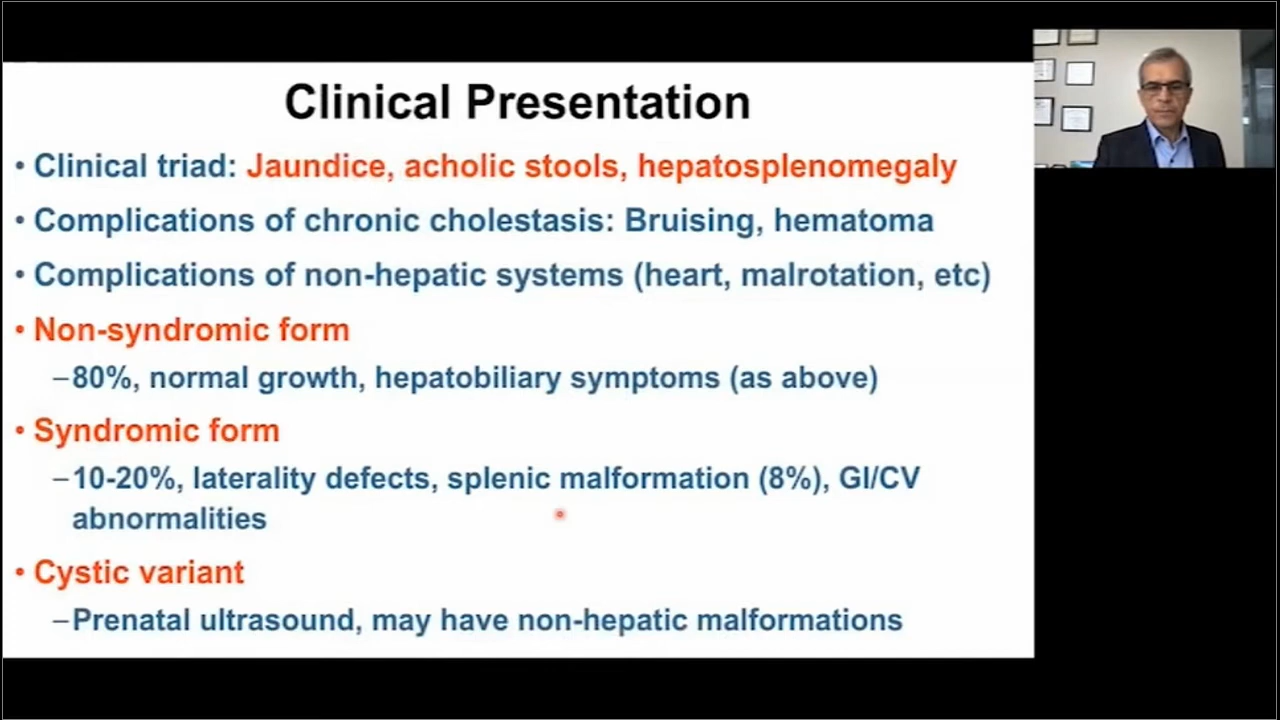 Clinical Presentation
• Clinical triad: Jaundice, acholic stools, hepatosplenomegaly
• Complications of chronic cholestasis: Bruising, hematoma
• Complications of non-hepatic systems (heart, malrotation, etc)
• Non-syndromic form
–80%, normal growth, hepatobiliary symptoms (as above)
• Syndromic form
–10-20%, laterality defects, splenic malformation (8%), GI/CV
abnormalities
• Cystic variant
–Prenatal ultrasound, may have non-hepatic malformations